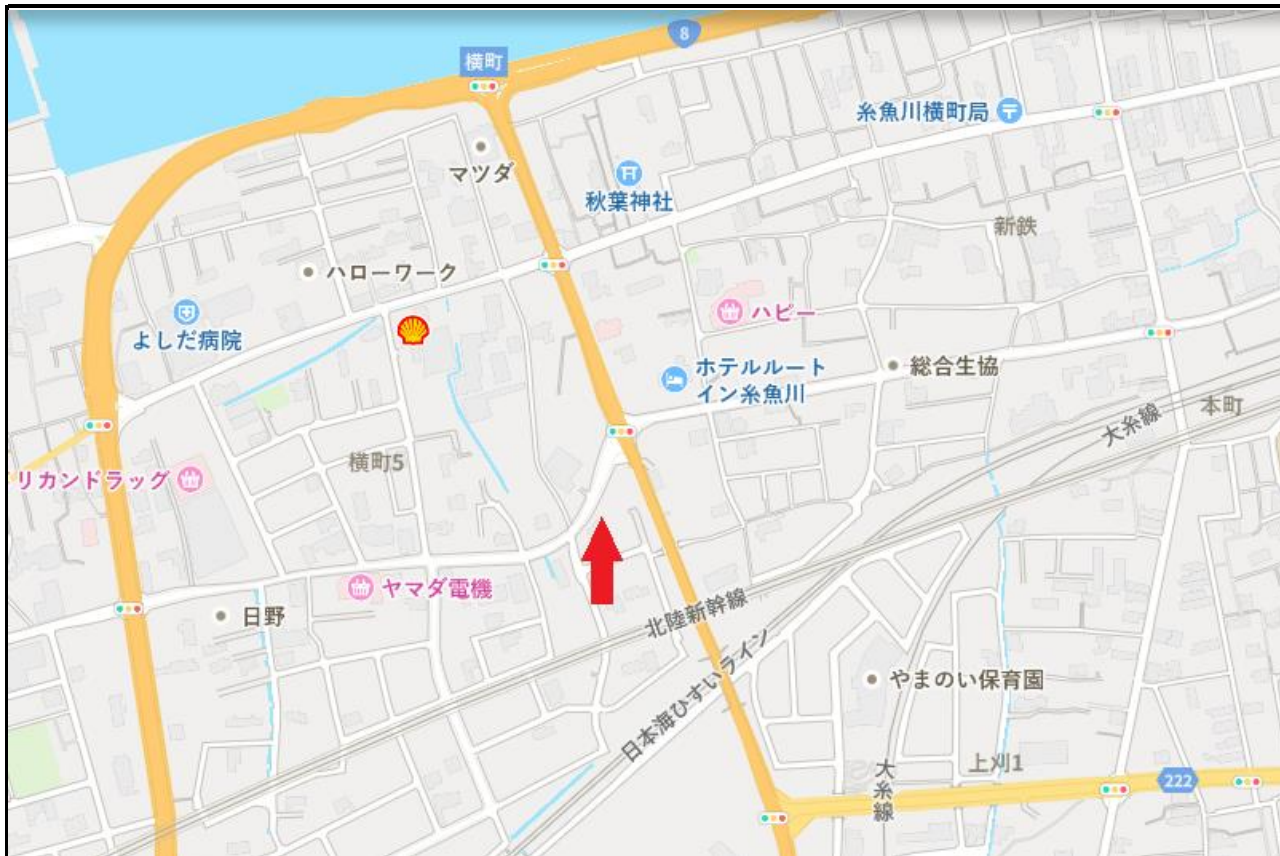 8
横町
糸魚川横町局
マツダ
秋葉神社
新鉄
ハローワーク
ハピー
よしだ病院
ホテルルート
イン糸魚川
総合生協
本町
大糸線
横町5
リカンドラッグ
ヤマダ電機
日野
北陸新幹線
日本海ひすいライン
やまのい保育園
上刈1
大糸線
222